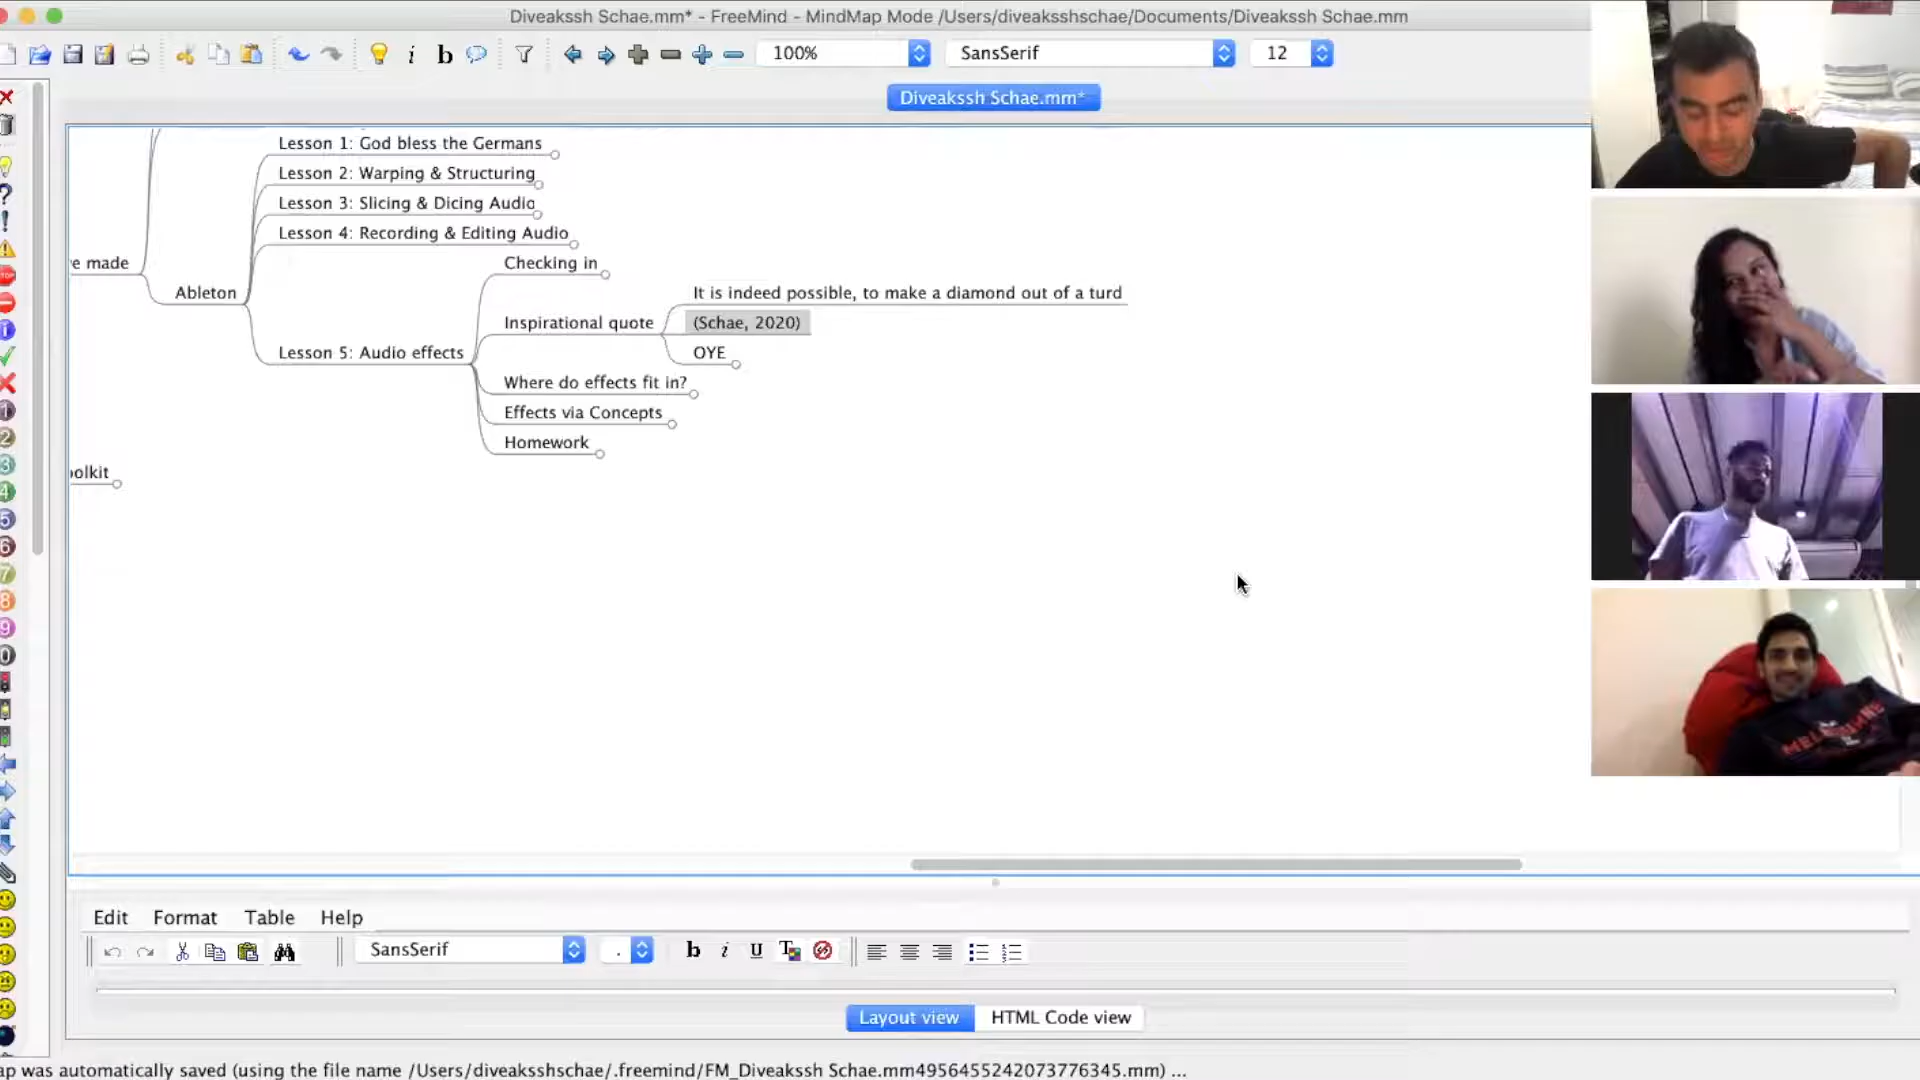 Diveakssh Schae.mm* - FreeMind - MindMap Mode /Users/diveaksshschae/Documents/Diveakssh Schae.mm
100%
SansSerif
12
Diveakssh Schae.mm*
Lesson 1: God bless the Germans
Lesson 2: Warping & Structuring
Lesson 3: Slicing & Dicing Audio
Lesson 4: Recording & Editing Audio
e made
Checking in
Ableton
It is indeed possible, to make a diamond out of a turd
Inspirational quote
(Schae, 2020)
Lesson 5: Audio effects
OYE
Where do effects fit in?
Effects via Concepts
Homework
olkit
MELBOURNE
Edit Format Table Help
SansSerif
.
b i U
Layout view
HTML Code view
ap was automatically saved (using the file name /Users/diveaksshschae/.freemind/FM_Diveakssh Schae.mm4956455242073776345.mm) ...